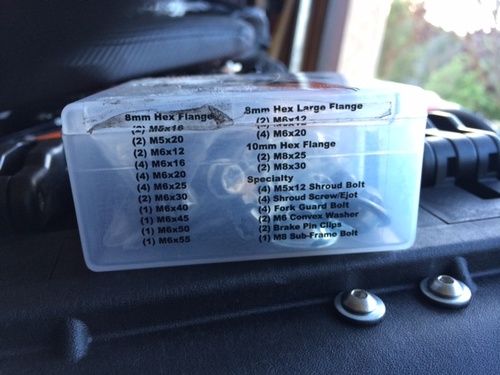 8mm Hex Flange
(2) M5x16
(2) M5x20
(2) M6x12
(4) M6x16
(4) M6x20
(4) M6x25
(2) M6x30
(1) M6x40
(1) M6x45
(1) M6x50
(1) M6x55
8mm Hex Large Flange
(2) M6x12
(4) M6x20
10mm Hex Flange
(2) M8x25
(2) M8x30
Specialty
(4) M5x12 Shroud Bolt
(4) Shroud Screw/Ejot
(4) Fork Guard Bolt
(2) M6 Convex Washer
(2) Brake Pin Clips
(1) M8 Sub-Frame Bolt